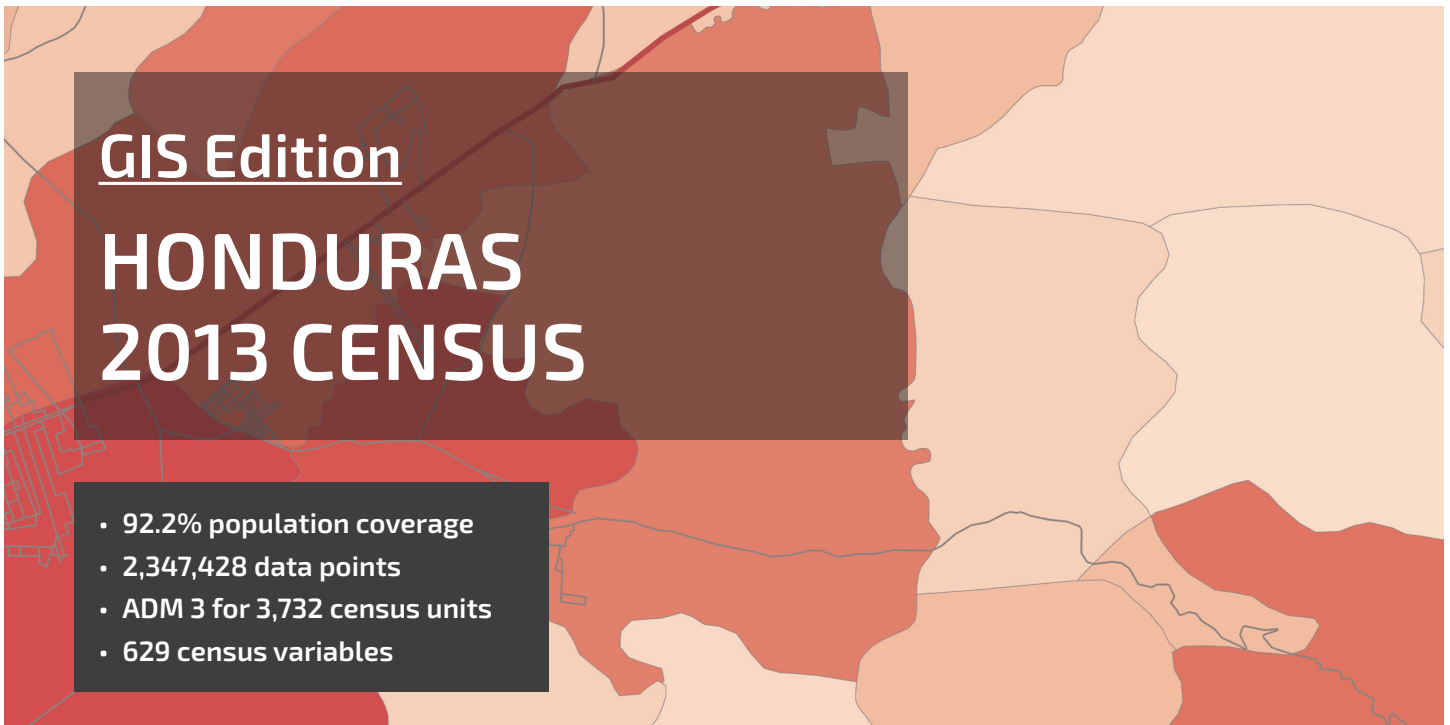 GIS Edition
HONDURAS
2013 CENSUS
• 92.2% population coverage
• 2,347,428 data points
• ADM 3 for 3,732 census units
• 629 census variables